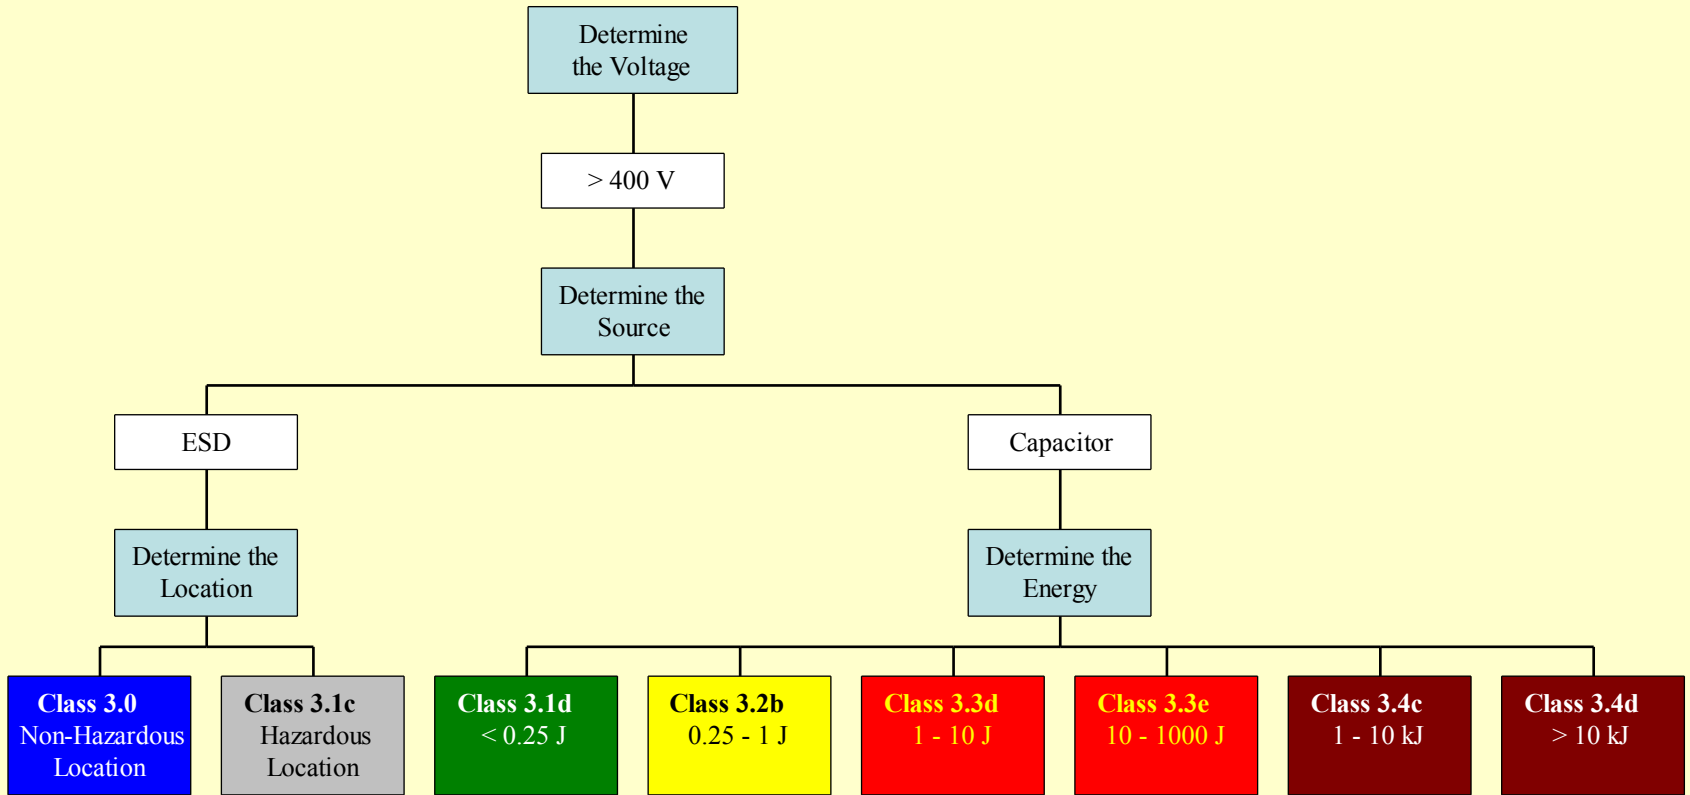 Determine
the Voltage
> 400 V
Determine the
Source
ESD
Capacitor
Determine the
Location
Determine the
Energy
Class 3.0
Non-Hazardous
Location
Class 3.1c
Hazardous
Location
Class 3.1d
< 0.25 J
Class 3.2b
0.25 - 1 J
Class 3.3d
1 - 10 J
Class 3.3e
10 - 1000 J
Class 3.4c
1 - 10 kJ
Class 3.4d
> 10 kJ